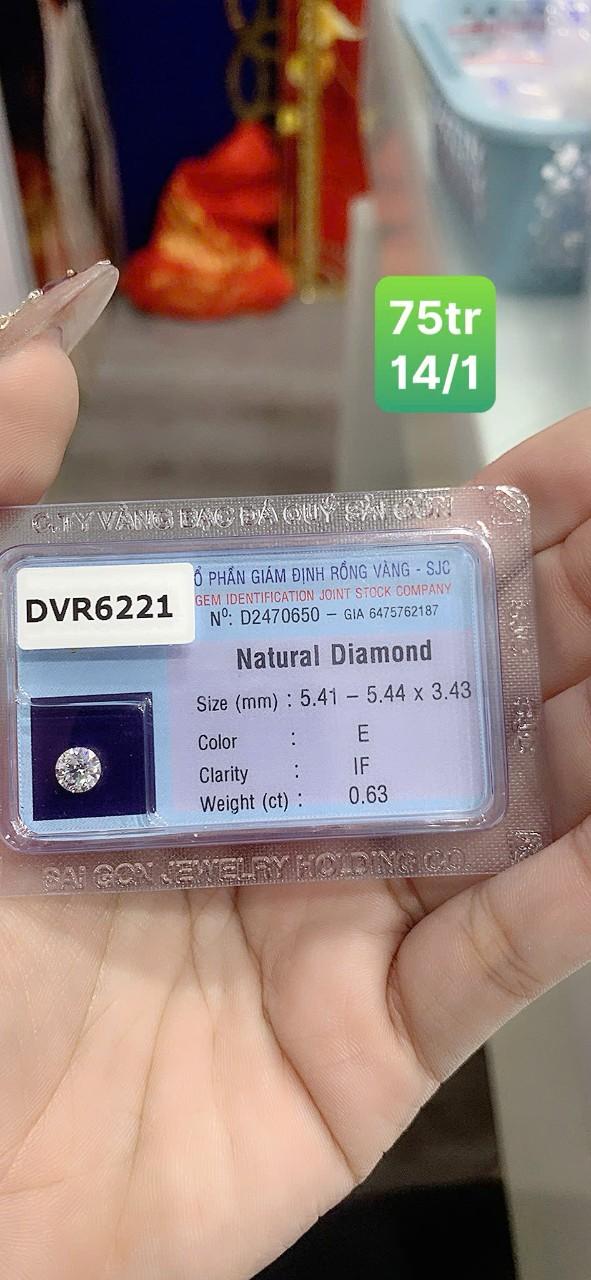 75tr
14/1
C.TY VÀNG BẠC ĐÁ QUÝ SÀI GÒN
Ổ PHẦN GIÁM ĐỊNH RỒNG VÀNG - SJC
GEM IDENTIFICATION JOINT STOCK COMPANY
DVR6221
Nº: D2470650 – GIA 6475762187
Natural Diamond
Size (mm) : 5.41 – 5.44 x 3.43
Color : E
Clarity : IF
Weight (ct) : 0.63
SAI GON JEWELRY HOLDING CO